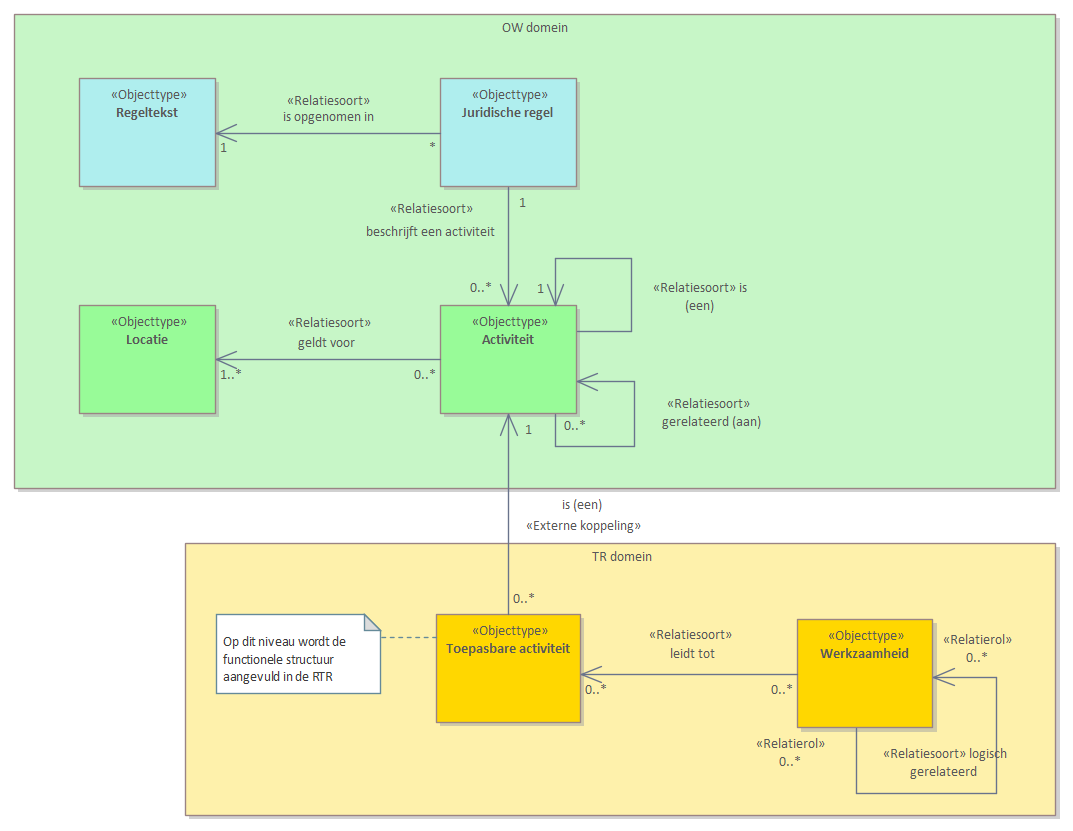 OW domein
«Objecttype»
Regeltekst
«Relatiesoort»
is opgenomen in
1
*
«Objecttype»
Juridische regel
«Relatiesoort»
beschrijft een activiteit
1
0..*
1
«Relatiesoort» is
(een)
«Objecttype»
Locatie
«Relatiesoort»
geldt voor
1..*
0..*
«Objecttype»
Activiteit
«Relatiesoort»
gerelateerd (aan)
0..*
1
is (een)
«Externe koppeling»
TR domein
0..*
Op dit niveau wordt de
functionele structuur
aangevuld in de RTR
«Objecttype»
Toepasbare activiteit
«Relatiesoort»
leidt tot
0..*
0..*
«Objecttype»
Werkzaamheid
«Relatierol»
0..*
«Relatierol»
0..*
«Relatiesoort» logisch
gerelateerd